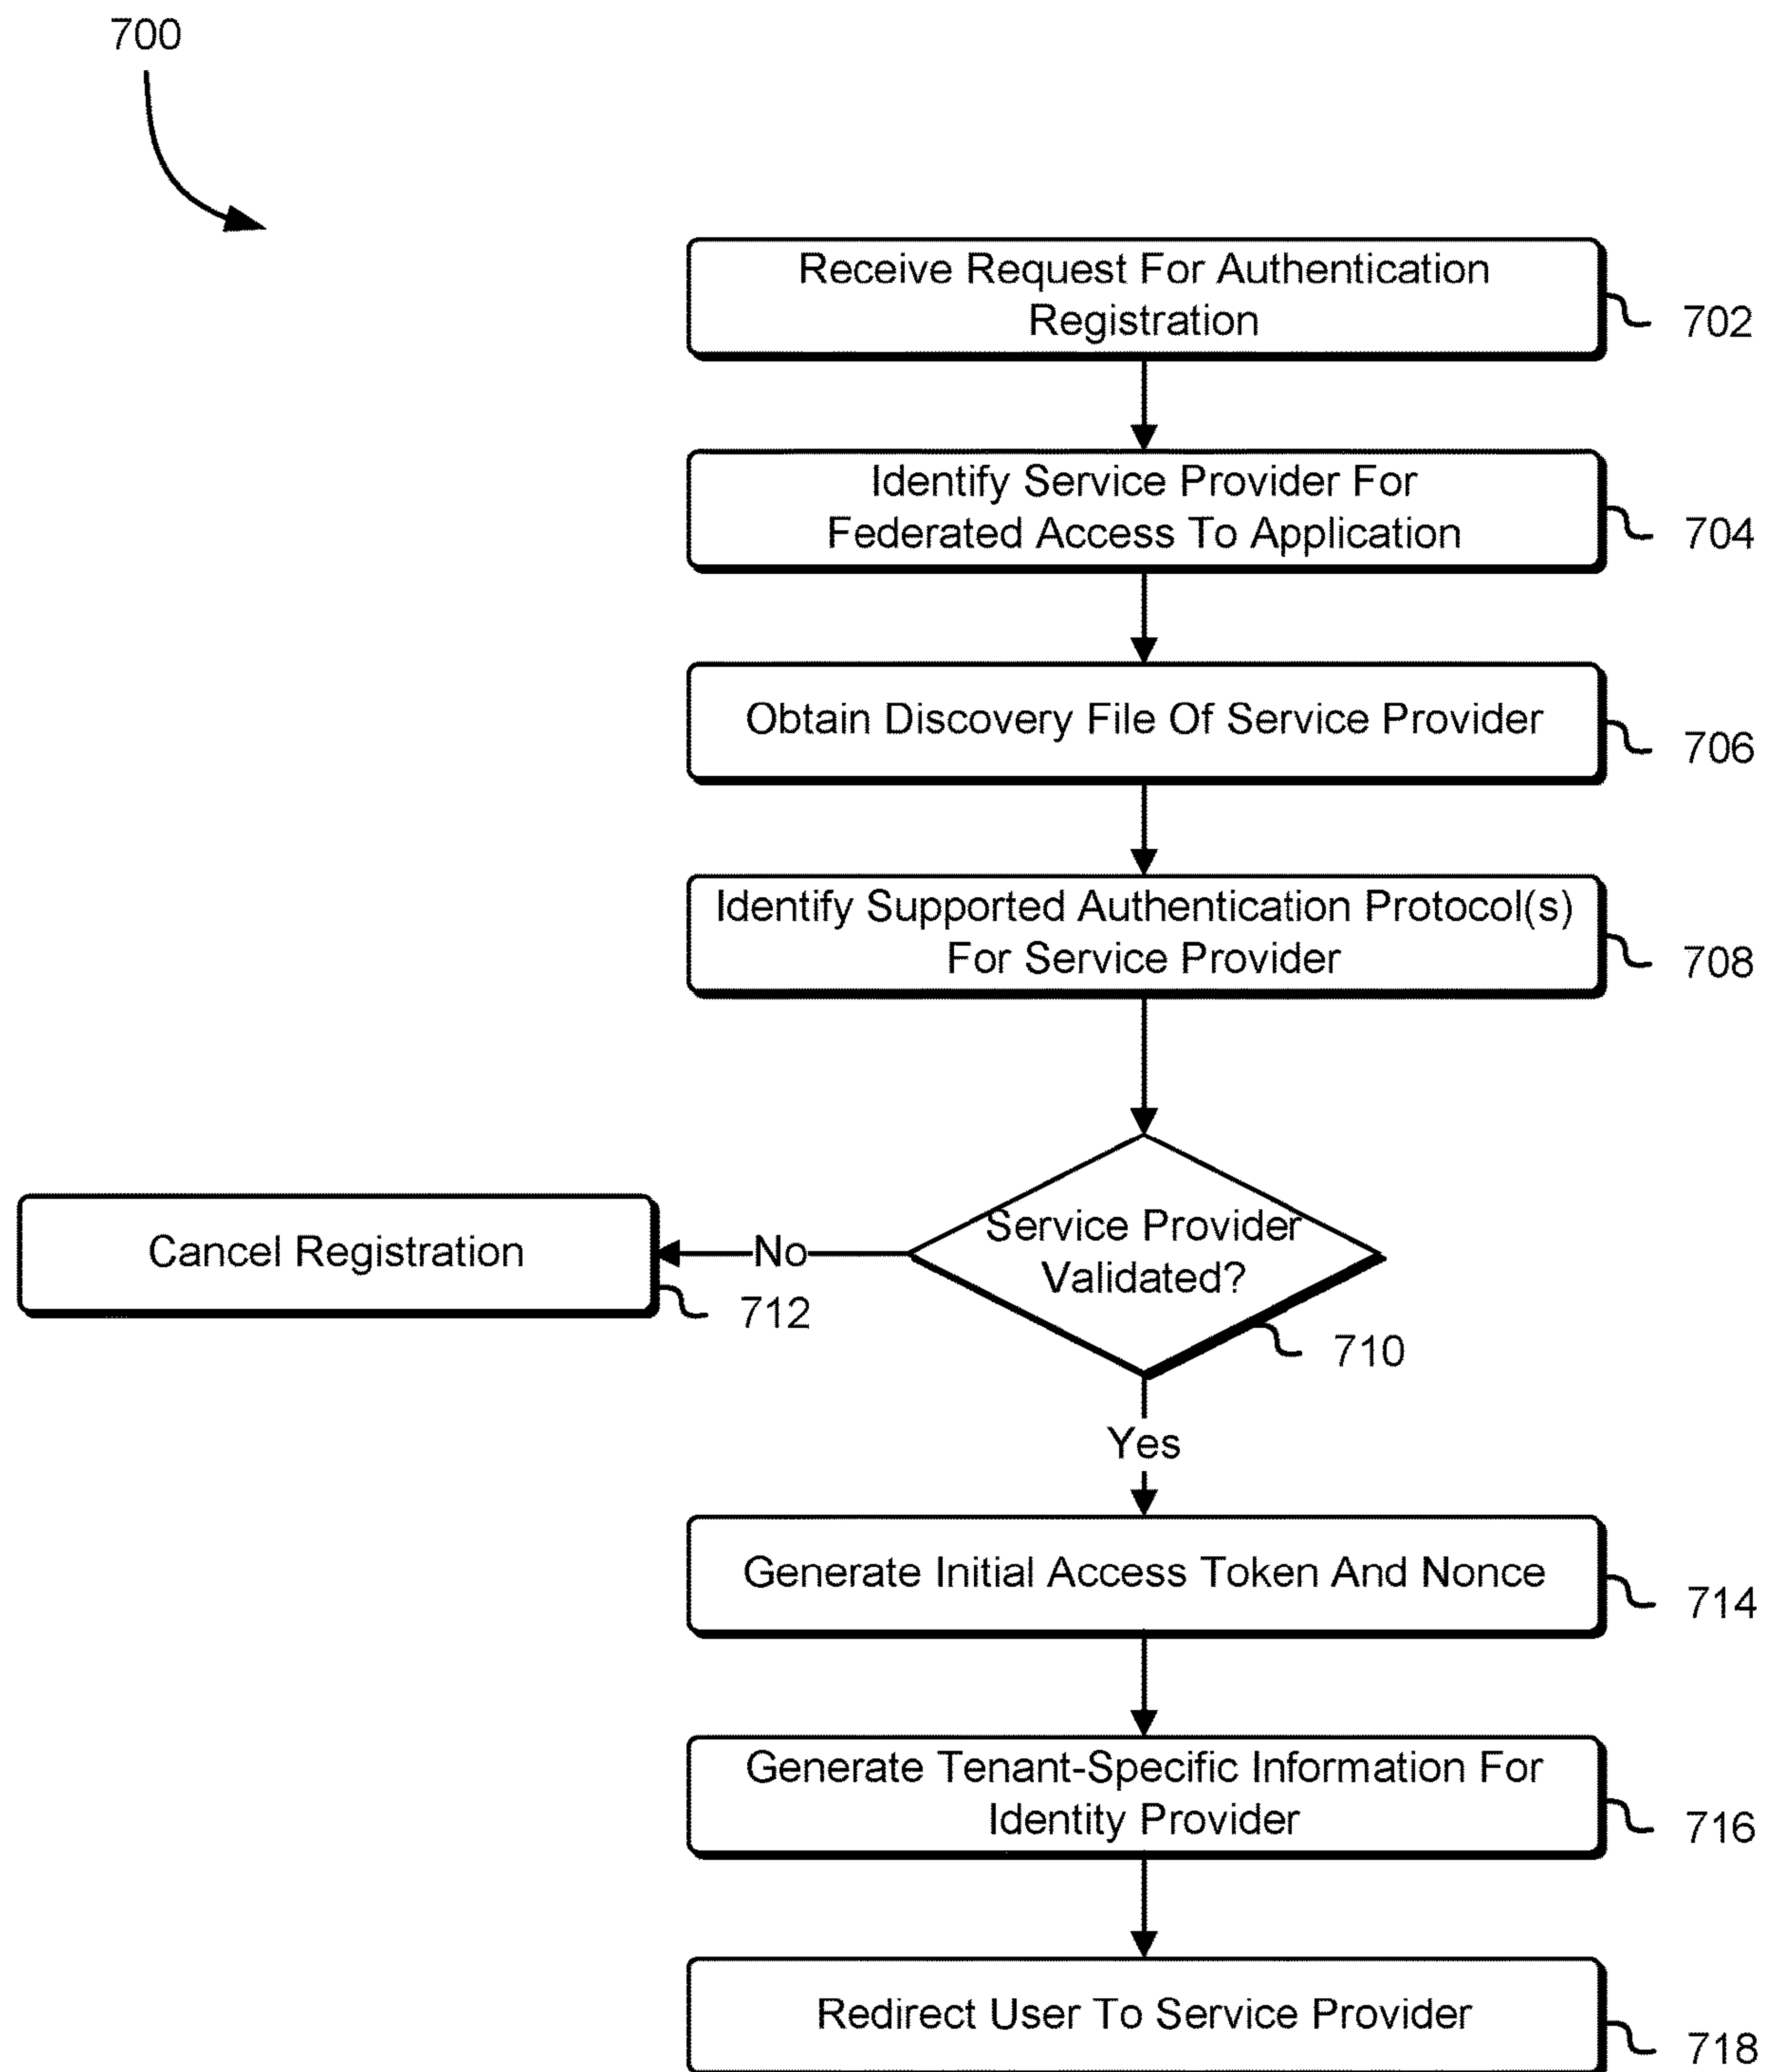 700
Receive Request For Authentication
Registration
702
Identify Service Provider For
Federated Access To Application
704
Obtain Discovery File Of Service Provider
706
Identify Supported Authentication Protocol(s)
For Service Provider
708
Service Provider
Validated?
710
No
Cancel Registration
712
Yes
Generate Initial Access Token And Nonce
714
Generate Tenant-Specific Information For
Identity Provider
716
Redirect User To Service Provider
718